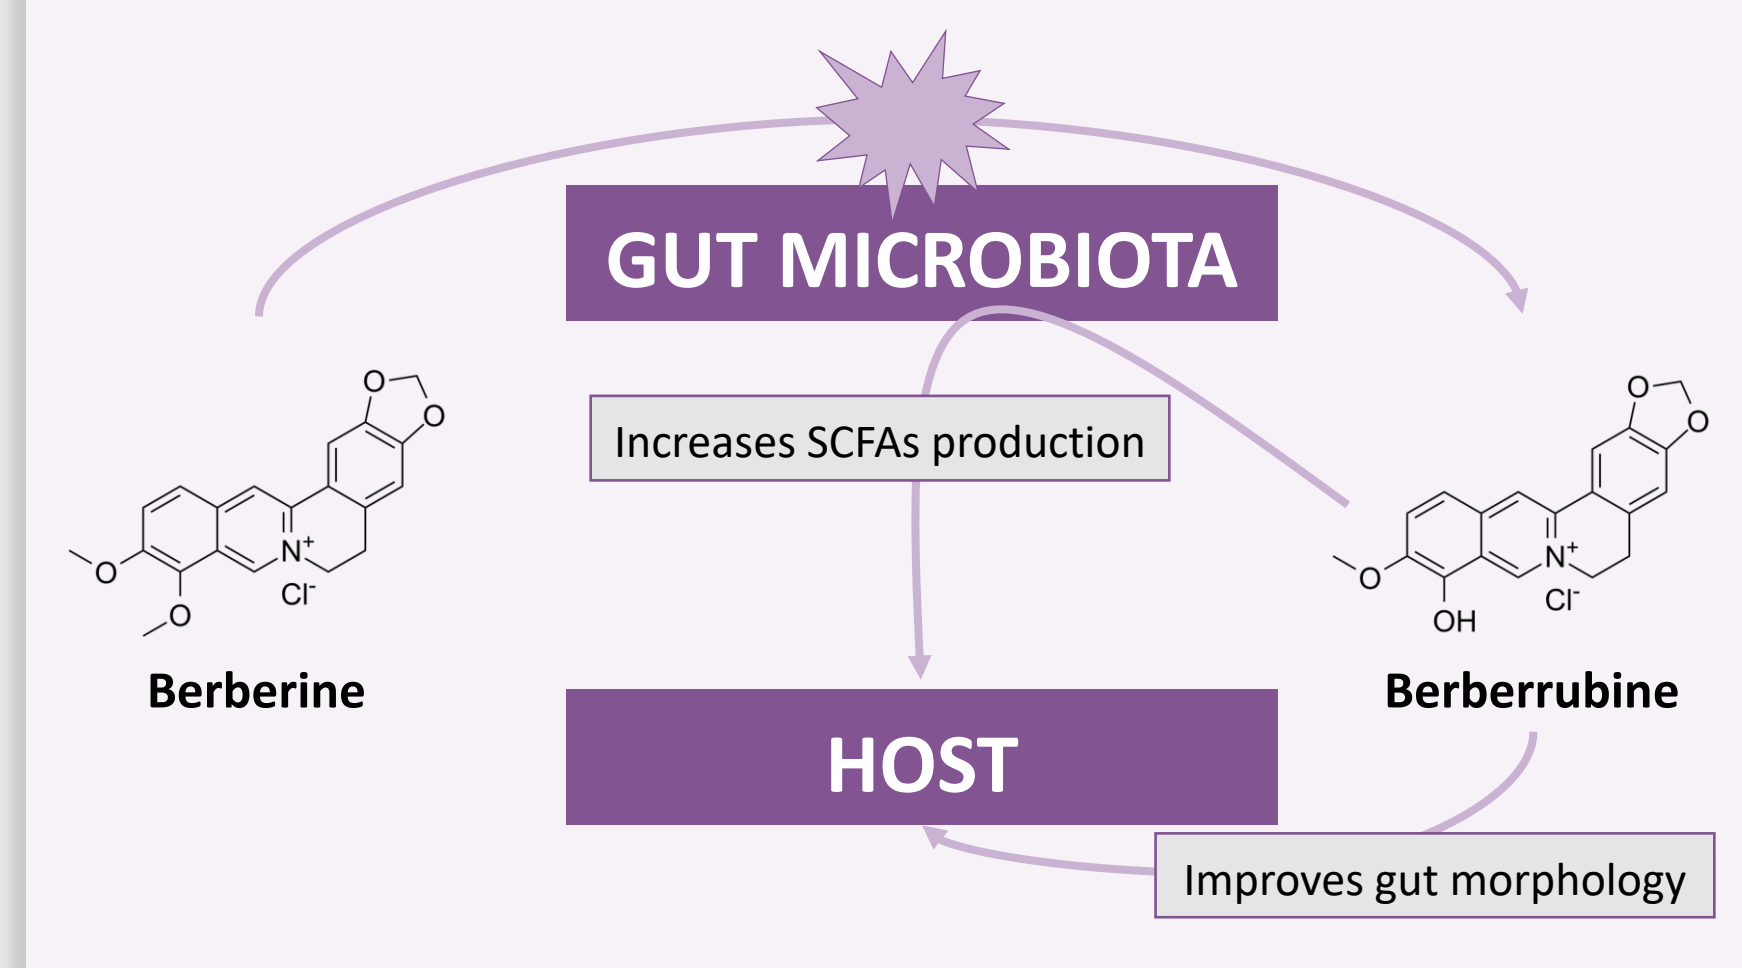 GUT MICROBIOTA
Increases SCFAs production
O
O
N+
Cl-
O
O
Berberine
O
O
N+
Cl-
O
OH
Berberrubine
HOST
Improves gut morphology